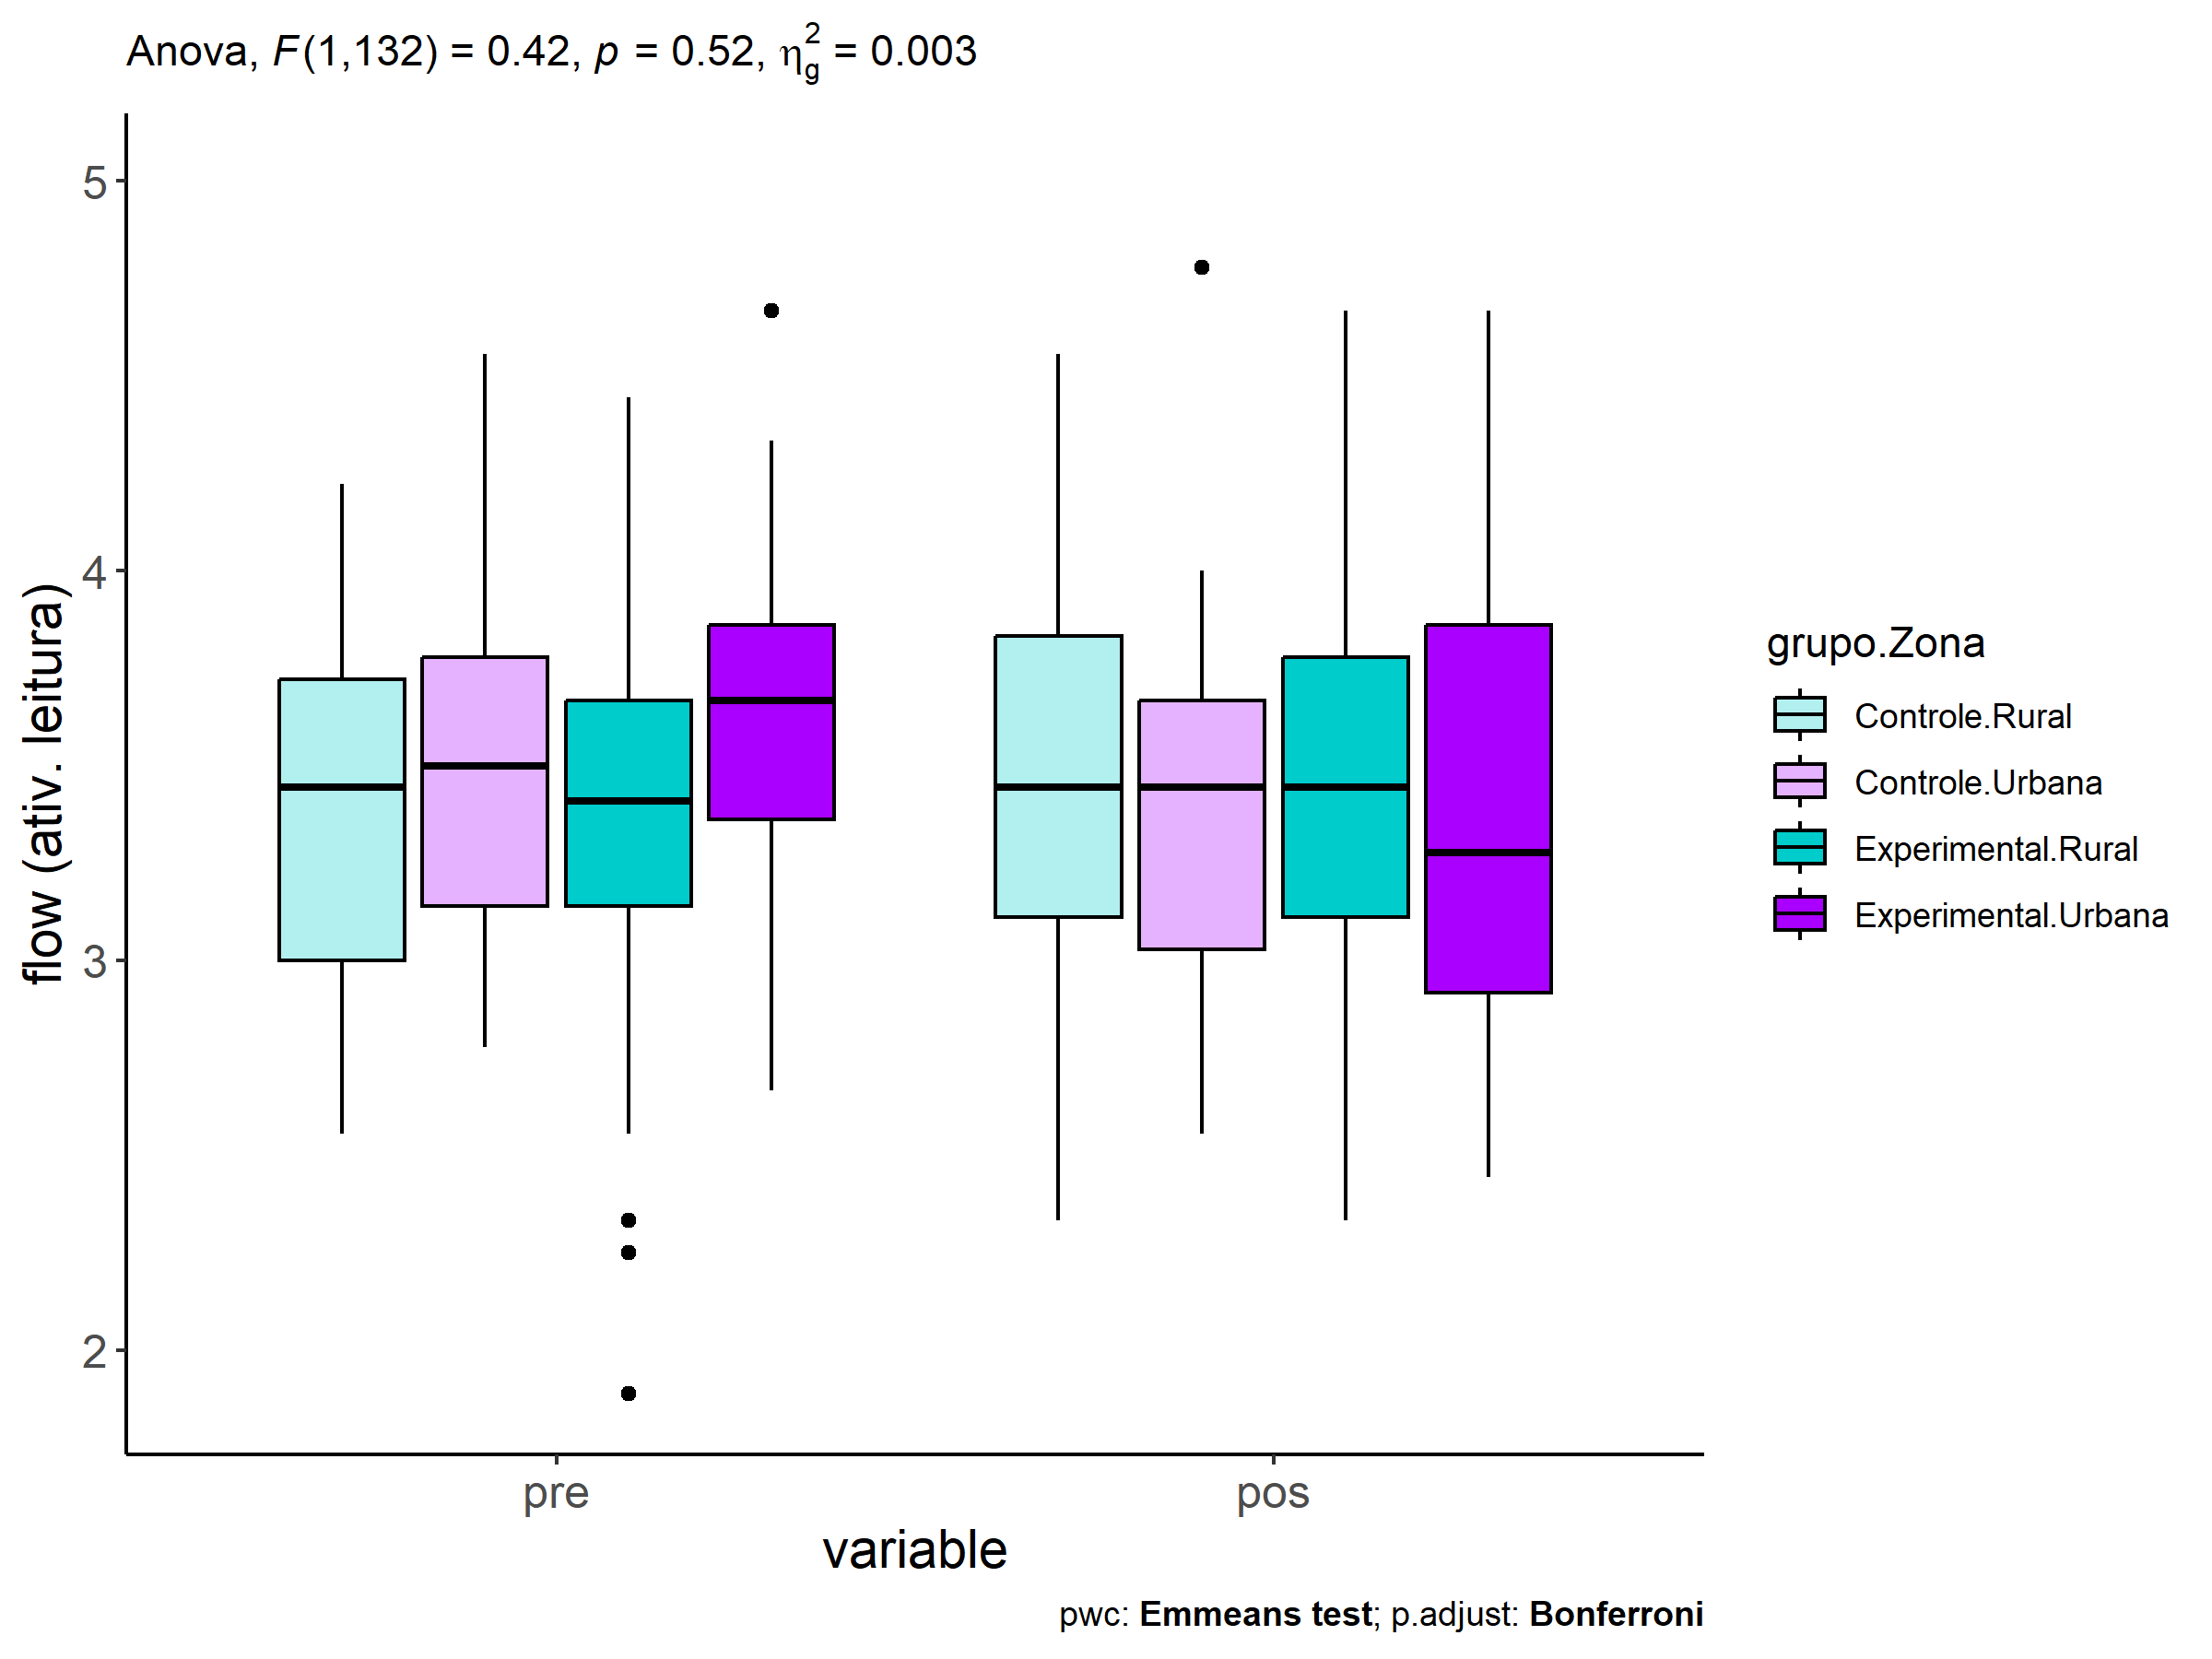 Anova, F(1,132) = 0.42, p = 0.52, η²g = 0.003
5
4
3
2
flow (ativ. leitura)
pre
pos
variable
grupo.Zona
Controle.Rural
Controle.Urbana
Experimental.Rural
Experimental.Urbana
pwc: Emmeans test; p.adjust: Bonferroni